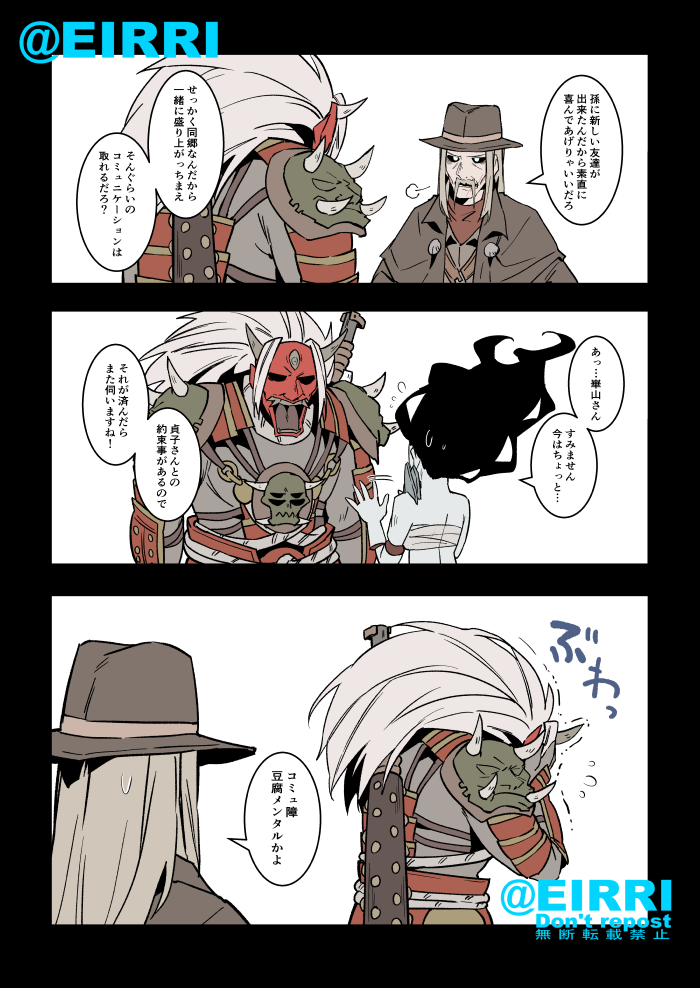 @EIRRI
孫に新しい友達が
出来たんだから素直に
喜んであげりゃいいだろ
せっかく同郷なんだから
一緒に盛り上がっちまえ
そんぐらいの
コミュニケーションは
取れるだろ？
あっ…崋山さん
すみません
今はちょっと…
貞子さんとの
約束事があるので
それが済んだら
また伺いますね！
ぶわっ
コミュ障
豆腐メンタルかよ
@EIRRI
Don't repost
無断転載禁止